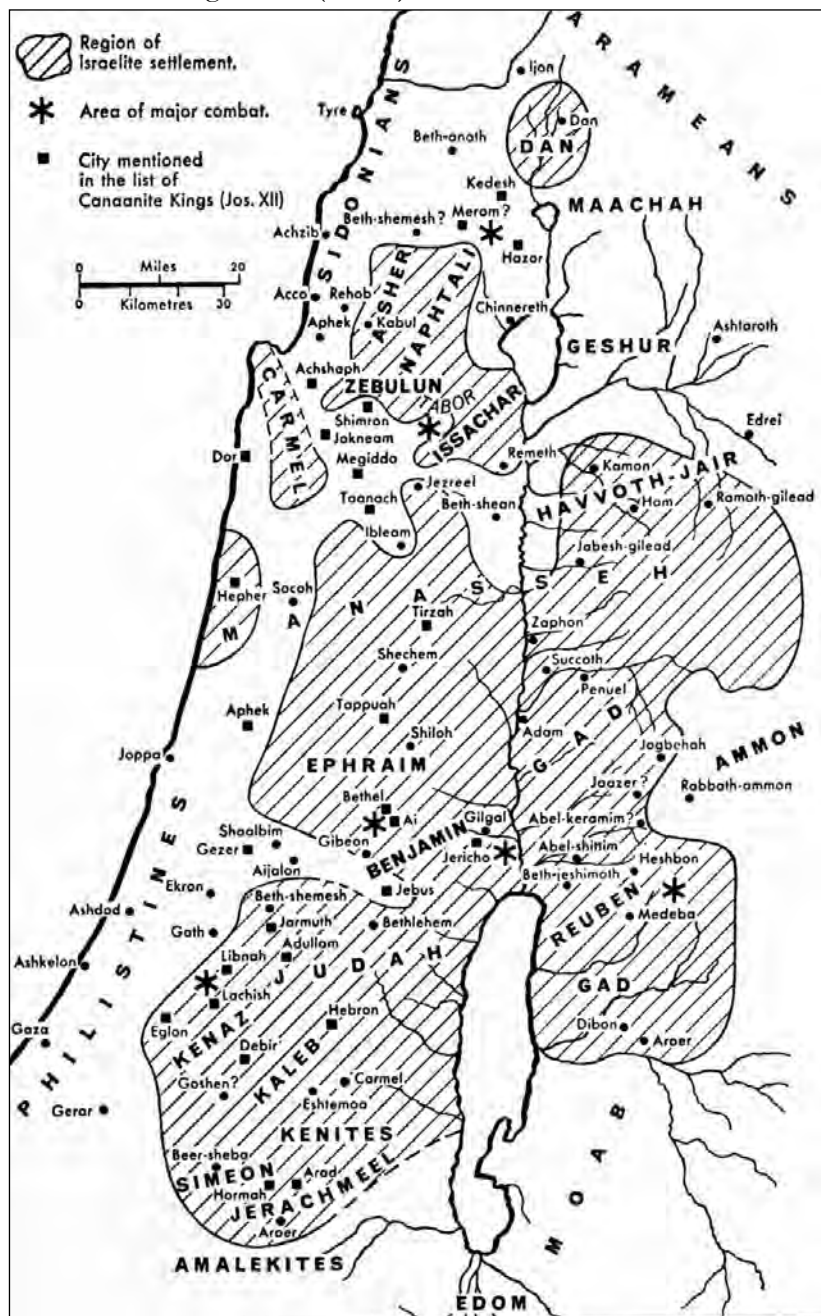 Region of
Israelite settlement.
Area of major combat.
City mentioned
in the list of
Canaanite Kings (Jos. XII)
0 Miles 20
0 Kilometres 30
ARAMEANS
SIDONIANS
Ijon
Tyre
Dan
DAN
Beth-anath
Kedesh
MAACHAH
Beth-shemesh?
Merom?
Achzib
Hazor
ASHER
NAPHTALI
Acco
Rehob
Aphek
Kabul
Chinnereth
GESHUR
Ashtaroth
CARMEL
Achshaph
ZEBULUN
TABOR
ISSACHAR
Shimron
Jokneam
Edrei
Dor
Megiddo
Remeth
Kamon
HAVVOTH-JAIR
Ham
Ramoth-gilead
Jezreel
Taanach
Beth-shean
Ibleam
Jabesh-gilead
MANASSEH
Hepher
Socoh
Tirzah
Zaphon
Shechem
Succoth
Penuel
Tappuah
Aphek
Adam
GAD
Shiloh
Jogbehah
AMMON
Joppa
EPHRAIM
Jaazer?
Rabbath-ammon
Bethel
Ai
Gilgal
Abel-keramim?
Shaalbim
Gibeon
BENJAMIN
Gezer
Jericho
Abel-shinim
Heshbon
Aijalon
Beth-jeshimoth
Ekron
Jebus
PHILISTINES
Beth-shemesh
REUBEN
Ashdod
Jarmuth
Bethlehem
Medeba
Gath
Adullam
JUDAH
Ashkelon
Libnah
Lachish
GAD
Eglon
KENAZ
Hebron
Dibon
Gaza
Debir
KALEB
Aroer
Goshen?
Carmel
Eshtemoa
Gerar
KENITES
MOAB
Beer-sheba
SIMEON
Arad
Hormah
JERACHMEEL
Aroer
AMALEKITES
EDOM